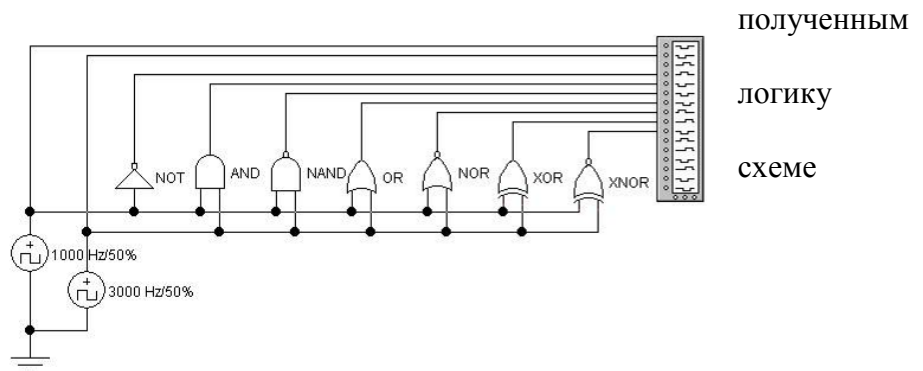 полученным
логику
схеме
NOT
AND
NAND
OR
NOR
XOR
XNOR
1000 Hz/50%
3000 Hz/50%